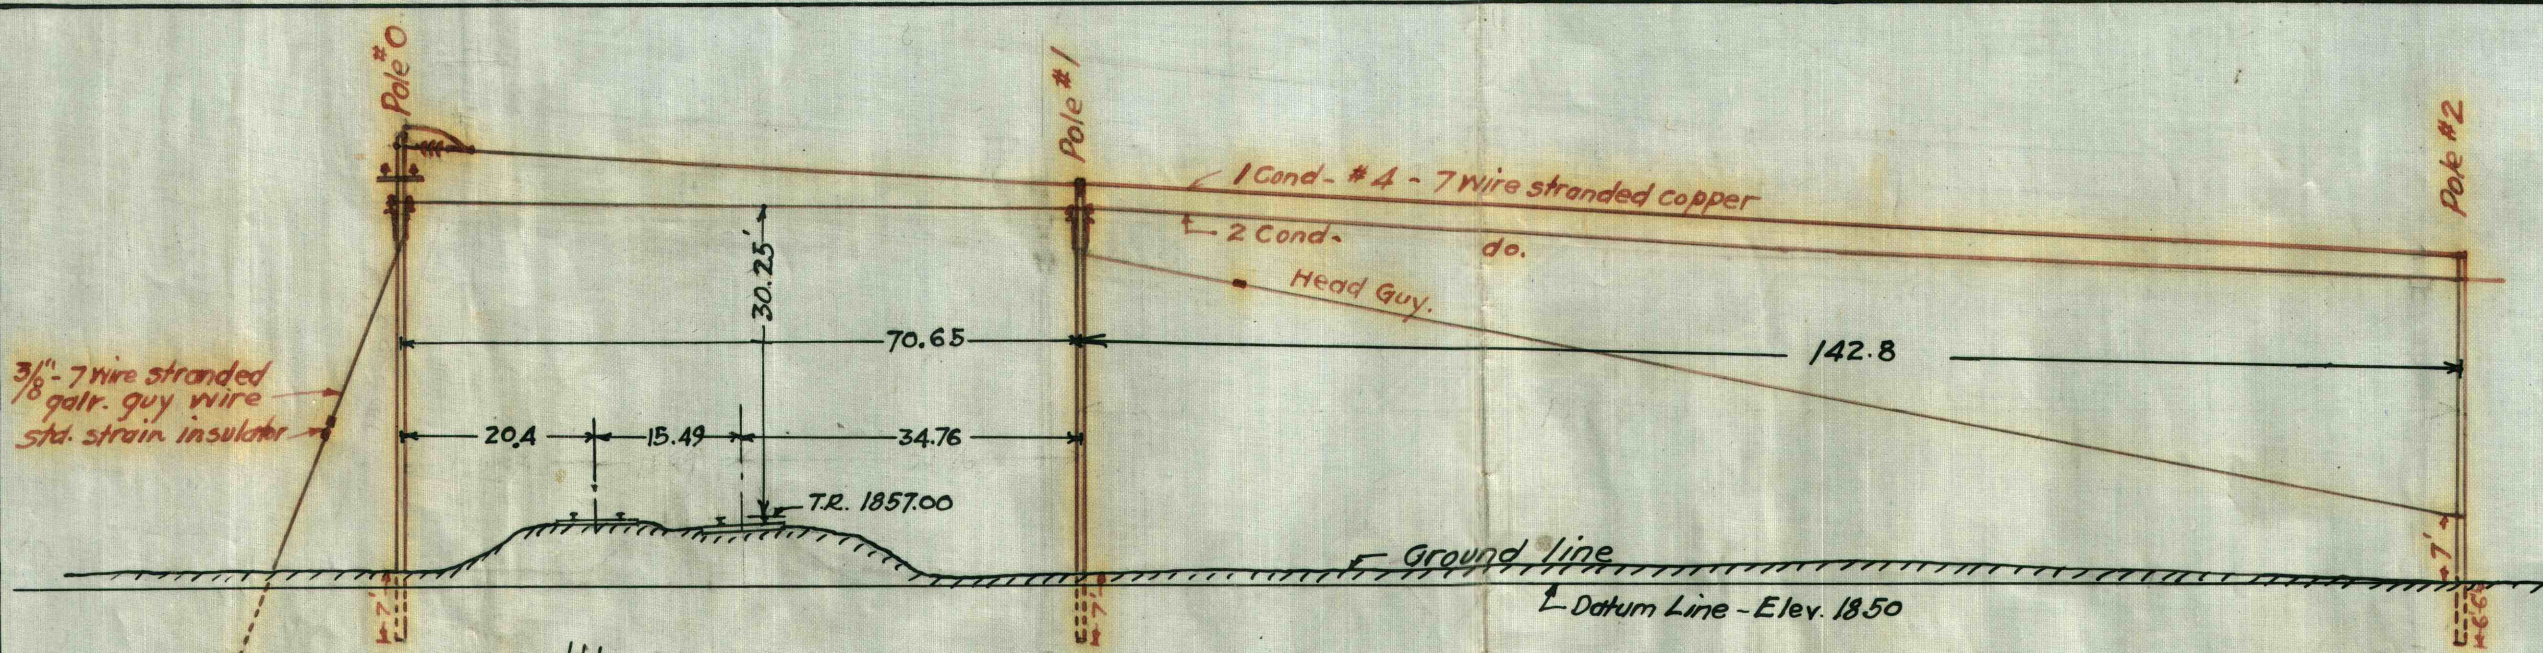 Pole #0
Pole #1
Pole #2
1 Cond- #4 - 7 wire stranded copper
2 Cond- do.
Head Guy.
30.25'
70.65
142.8
3/8"- 7 wire stranded
galv. guy wire
std. strain insulator
20.4
15.49
34.76
T.R. 1857.00
Ground line
Datum Line - Elev. 1850
7'
7'
7'
6'6"